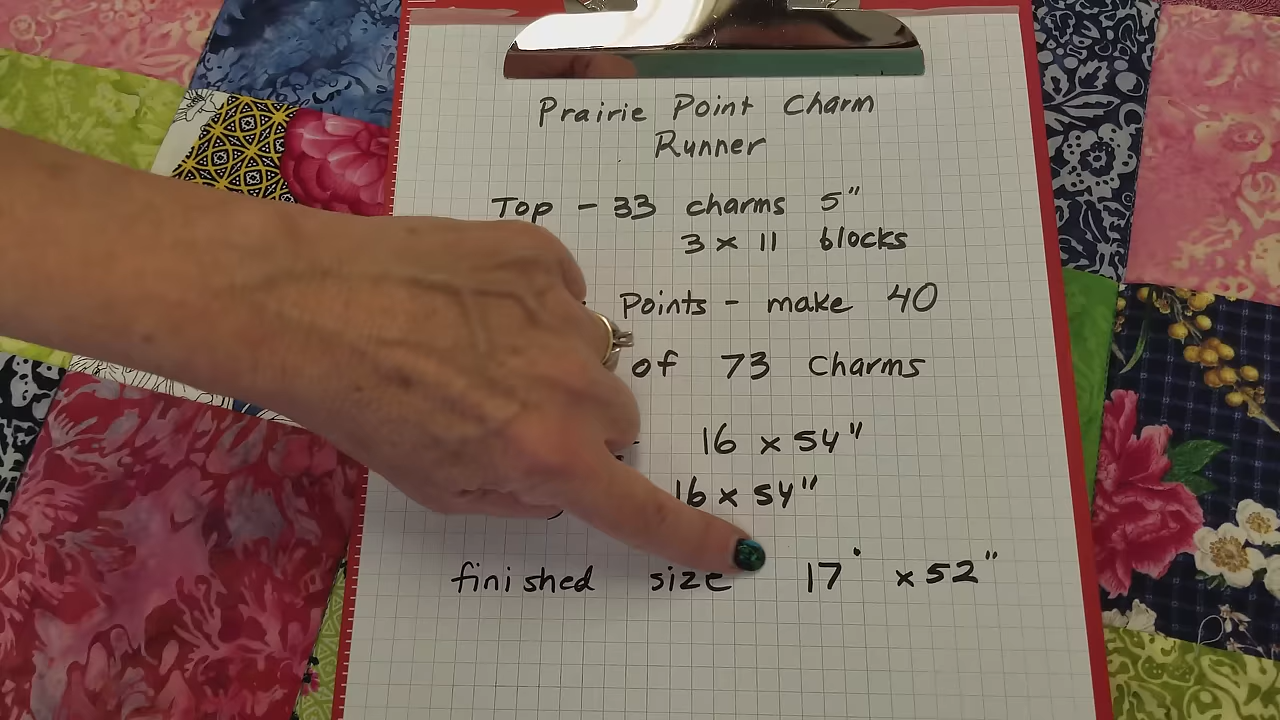 Prairie Point Charm
Runner
Top - 33 charms 5"
3 x 11 blocks
Points - make 40
of 73 Charms
16 x 54"
16 x 54"
finished size 17" x 52"